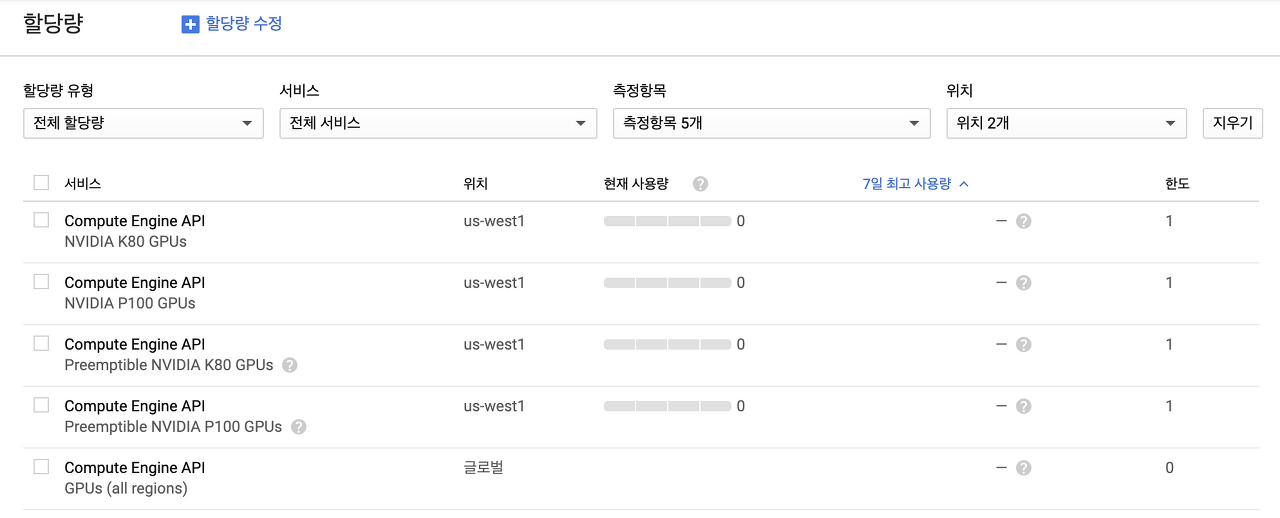 할당량 할당량 수정
할당량 유형 서비스 측정항목 위치
전체 할당량 전체 서비스 측정항목 5개 위치 2개 지우기
서비스 위치 현재 사용량 ? 7일 최고 사용량 한도
Compute Engine API us-west1 0 – ? 1
NVIDIA K80 GPUs
Compute Engine API us-west1 0 – ? 1
NVIDIA P100 GPUs
Compute Engine API us-west1 0 – ? 1
Preemptible NVIDIA K80 GPUs ?
Compute Engine API us-west1 0 – ? 1
Preemptible NVIDIA P100 GPUs ?
Compute Engine API 글로벌 – ? 0
GPUs (all regions)